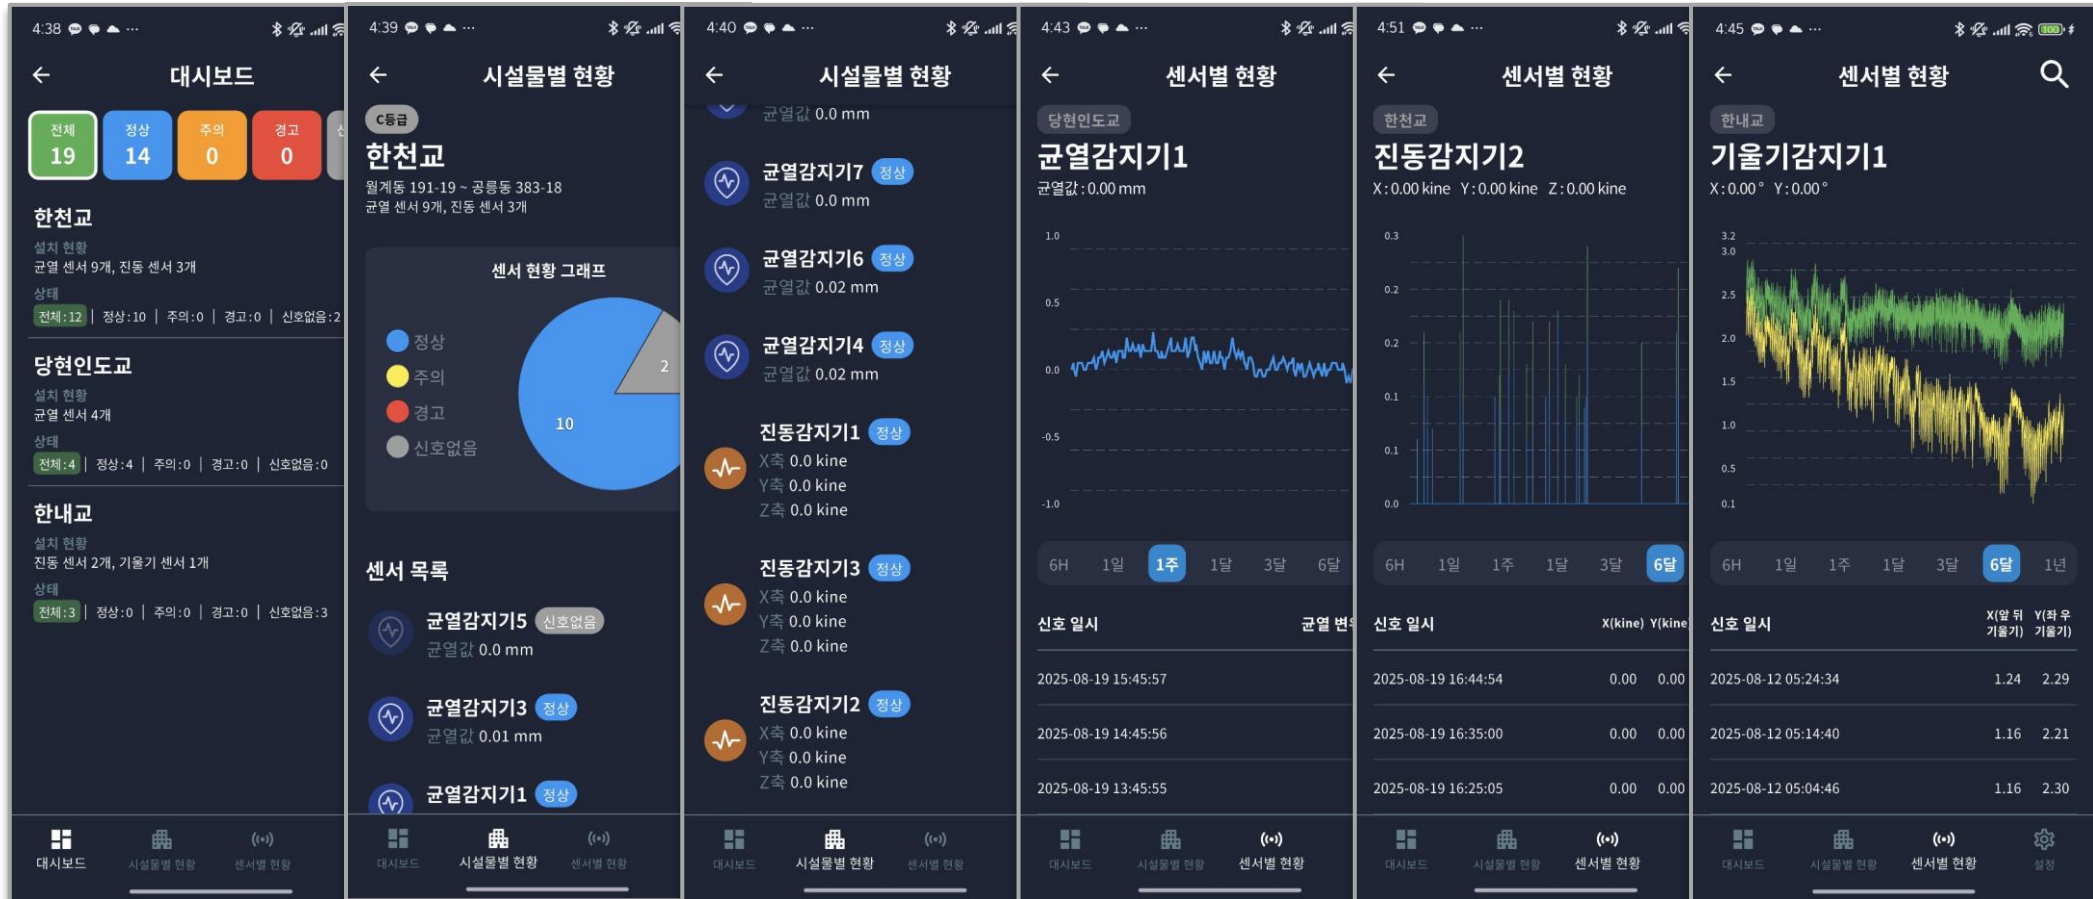 4:38
대시보드
전체
19
정상
14
주의
0
경고
0
한천교
설치 현황
균열 센서 9개, 진동 센서 3개
상태
전체:12 | 정상:10 | 주의:0 | 경고:0 | 신호없음:2
당현인도교
설치 현황
균열 센서 4개
상태
전체:4 | 정상:4 | 주의:0 | 경고:0 | 신호없음:0
한내교
설치 현황
진동 센서 2개, 기울기 센서 1개
상태
전체:3 | 정상:0 | 주의:0 | 경고:0 | 신호없음:3
대시보드 시설물별 현황 센서별 현황
4:39
시설물별 현황
C등급
한천교
월계동 191-19 ~ 공릉동 383-18
균열 센서 9개, 진동 센서 3개
센서 현황 그래프
정상
주의
경고
신호없음
2
10
센서 목록
균열감지기5 신호없음
균열값 0.0 mm
균열감지기3 정상
균열값 0.01 mm
균열감지기1 정상
대시보드 시설물별 현황 센서별 현황
4:40
시설물별 현황
균열값 0.0 mm
균열감지기7 정상
균열값 0.0 mm
균열감지기6 정상
균열값 0.02 mm
균열감지기4 정상
균열값 0.02 mm
진동감지기1 정상
X축 0.0 kine
Y축 0.0 kine
Z축 0.0 kine
진동감지기3 정상
X축 0.0 kine
Y축 0.0 kine
Z축 0.0 kine
진동감지기2 정상
X축 0.0 kine
Y축 0.0 kine
Z축 0.0 kine
대시보드 시설물별 현황 센서별 현황
4:43
센서별 현황
당현인도교
균열감지기1
균열값 : 0.00 mm
1.0
0.5
0.0
-0.5
-1.0
6H 1일 1주 1달 3달 6달
신호 일시 균열 변
2025-08-19 15:45:57
2025-08-19 14:45:56
2025-08-19 13:45:55
대시보드 시설물별 현황 센서별 현황
4:51
센서별 현황
한천교
진동감지기2
X : 0.00 kine Y : 0.00 kine Z : 0.00 kine
0.3
0.2
0.2
0.1
0.1
0.0
6H 1일 1주 1달 3달 6달
신호 일시 X(kine) Y(kine
2025-08-19 16:44:54 0.00 0.00
2025-08-19 16:35:00 0.00 0.00
2025-08-19 16:25:05 0.00 0.00
대시보드 시설물별 현황 센서별 현황
4:45
100
센서별 현황
한내교
기울기감지기1
X : 0.00 ° Y : 0.00 °
3.2
3.0
2.5
2.0
1.5
1.0
0.5
0.1
6H 1일 1주 1달 3달 6달 1년
신호 일시 X(앞 뒤 기울기) Y(좌 우 기울기)
2025-08-12 05:24:34 1.24 2.29
2025-08-12 05:14:40 1.16 2.21
2025-08-12 05:04:46 1.16 2.30
대시보드 시설물별 현황 센서별 현황 설정